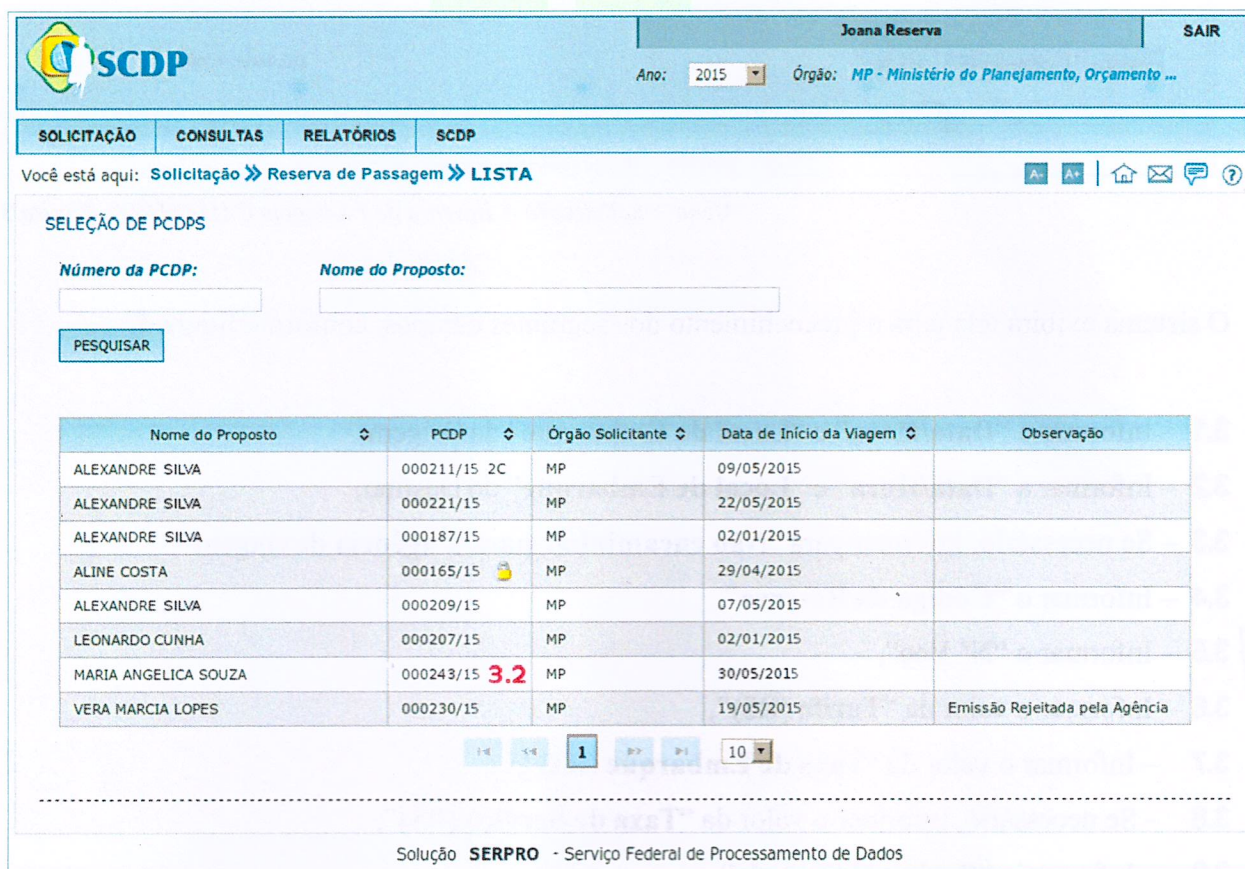 Joana Reserva SAIR
SCDP
Ano: 2015 Órgão: MP - Ministério do Planejamento, Orçamento ...
SOLICITAÇÃO CONSULTAS RELATÓRIOS SCDP
Você está aqui: Solicitação >> Reserva de Passagem >> LISTA A- A+ ?
SELEÇÃO DE PCDPS
Número da PCDP: Nome do Proposto:
PESQUISAR
Nome do Proposto PCDP Órgão Solicitante Data de Início da Viagem Observação
ALEXANDRE SILVA 000211/15 2C MP 09/05/2015
ALEXANDRE SILVA 000221/15 MP 22/05/2015
ALEXANDRE SILVA 000187/15 MP 02/01/2015
ALINE COSTA 000165/15 MP 29/04/2015
ALEXANDRE SILVA 000209/15 MP 07/05/2015
LEONARDO CUNHA 000207/15 MP 02/01/2015
MARIA ANGELICA SOUZA 000243/15 3.2 MP 30/05/2015
VERA MARCIA LOPES 000230/15 MP 19/05/2015 Emissão Rejeitada pela Agência
1 10
Solução SERPRO - Serviço Federal de Processamento de Dados